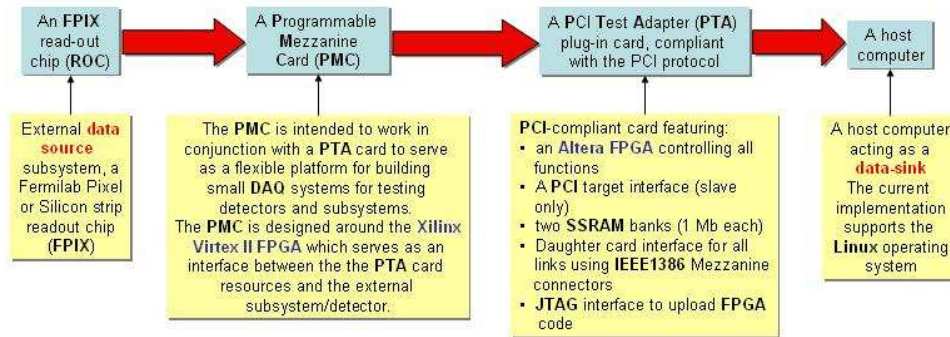 An FPIX
read-out
chip (ROC)
A Programmable
Mezzanine
Card (PMC)
A PCI Test Adapter (PTA)
plug-in card, compliant
with the PCI protocol
A host
computer
External data
source
subsystem, a
Fermilab Pixel
or Silicon strip
readout chip
(FPIX)
The PMC is intended to work in
conjunction with a PTA card to serve
as a flexible platform for building
small DAQ systems for testing
detectors and subsystems.
The PMC is designed around the Xilinx
Virtex II FPGA which serves as an
interface between the the PTA card
resources and the external
subsystem/detector.
PCI-compliant card featuring:
▪ an Altera FPGA controlling all
functions
▪ A PCI target interface (slave
only)
▪ two SSRAM banks (1 Mb each)
▪ Daughter card interface for all
links using IEEE1386 Mezzanine
connectors
▪ JTAG interface to upload FPGA
code
A host computer
acting as a
data-sink
The current
implementation
supports the
Linux operating
system